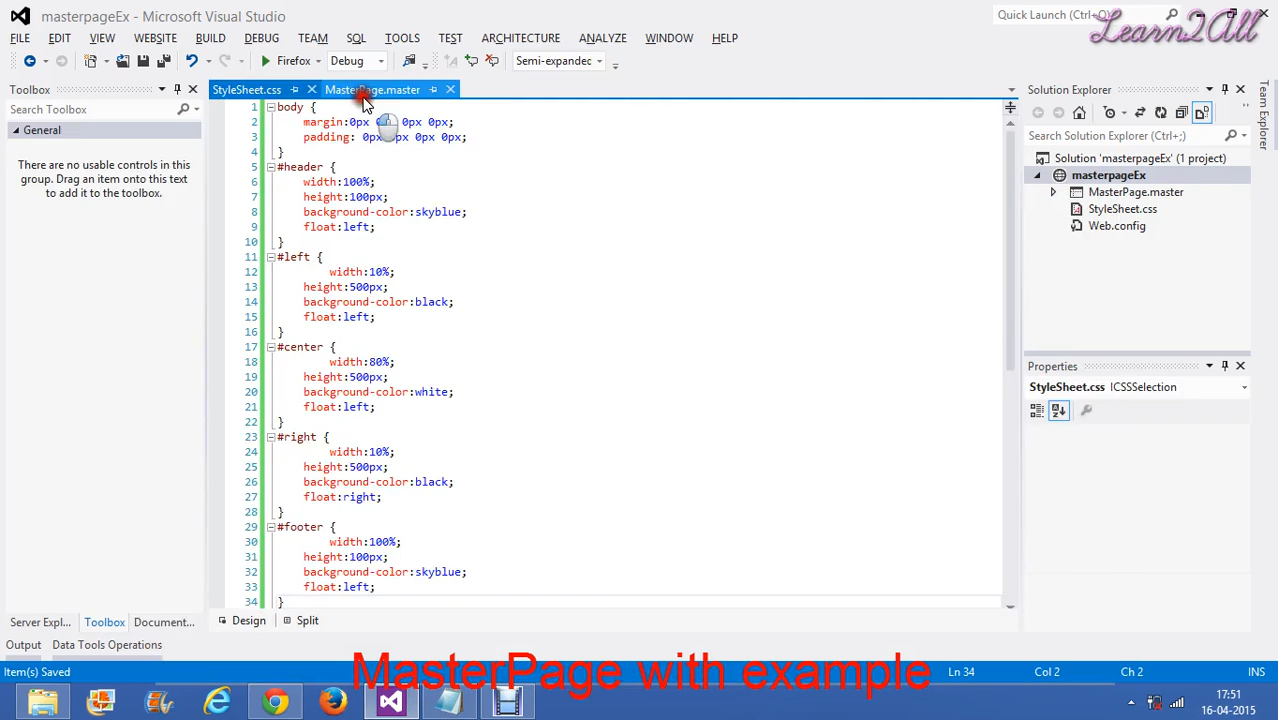 masterpageEx - Microsoft Visual Studio
Quick Launch (Ctrl+Q)
Learn2All
FILE EDIT VIEW WEBSITE BUILD DEBUG TEAM SQL TOOLS TEST ARCHITECTURE ANALYZE WINDOW HELP
Firefox Debug Semi-expanded
Toolbox
Search Toolbox
General
There are no usable controls in this
group. Drag an item onto this text
to add it to the toolbox.
StyleSheet.css MasterPage.master
1 body {
2 margin:0px 0px 0px;
3 padding: 0px 0px 0px;
4 }
5 #header {
6 width:100%;
7 height:100px;
8 background-color:skyblue;
9 float:left;
10 }
11 #left {
12 width:10%;
13 height:500px;
14 background-color:black;
15 float:left;
16 }
17 #center {
18 width:80%;
19 height:500px;
20 background-color:white;
21 float:left;
22 }
23 #right {
24 width:10%;
25 height:500px;
26 background-color:black;
27 float:right;
28 }
29 #footer {
30 width:100%;
31 height:100px;
32 background-color:skyblue;
33 float:left;
34 }
Design Split
Solution Explorer
Search Solution Explorer
Solution 'masterpageEx' (1 project)
masterpageEx
MasterPage.master
StyleSheet.css
Web.config
Team Explorer
Properties
StyleSheet.css ICSSSelection
Server Expl... Toolbox Document...
Output Data Tools Operations
Item(s) Saved
Ln 34 Col 2 Ch 2 INS
MasterPage with example
17:51
16-04-2015